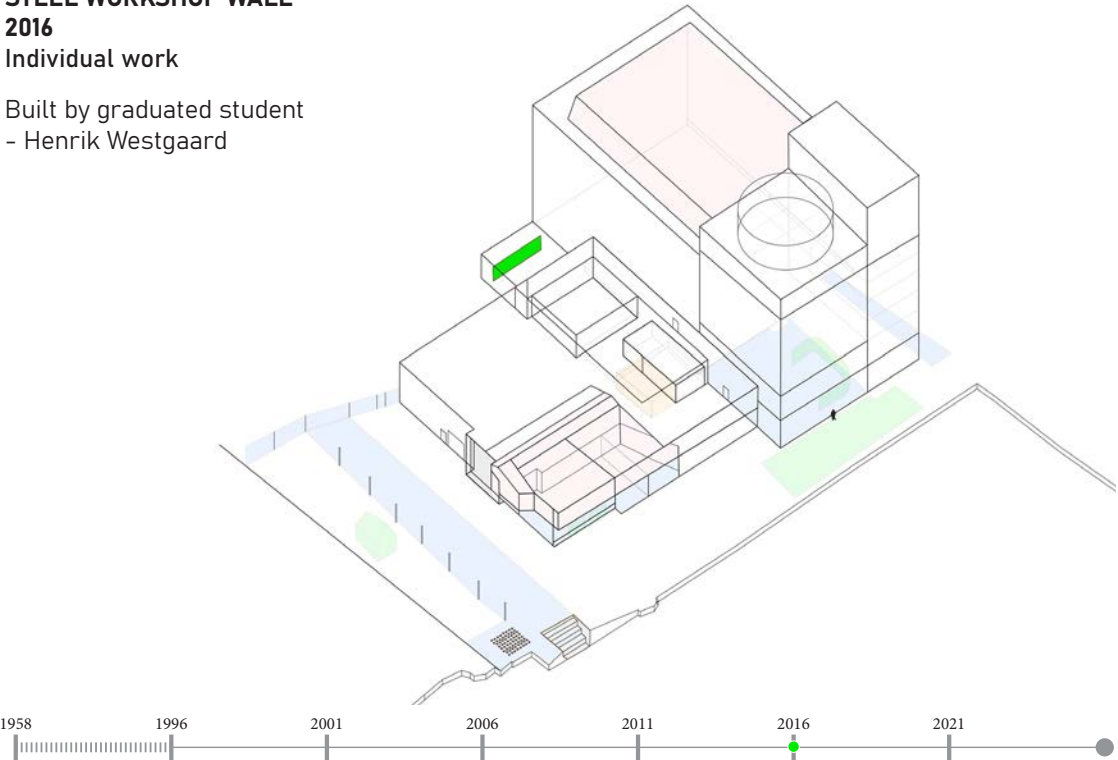 STEEL WORKSHOP WALL
2016
Individual work
Built by graduated student
- Henrik Westgaard
1958 1996 2001 2006 2011 2016 2021